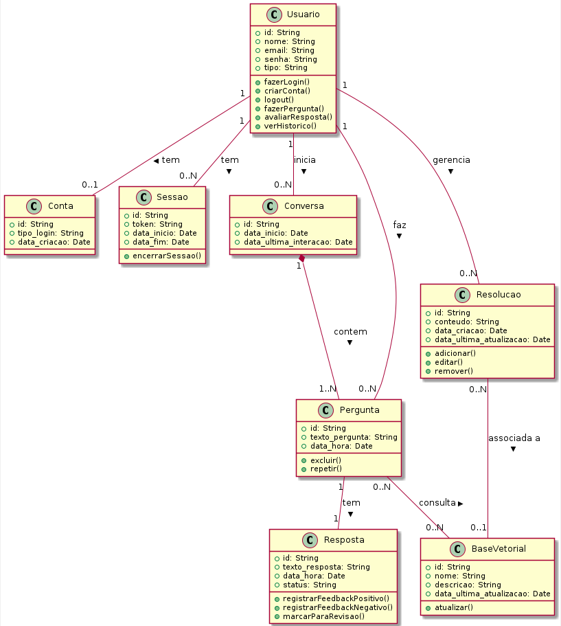 C Usuario
id: String
nome: String
email: String
senha: String
tipo: String
fazerLogin()
criarConta()
logout()
fazerPergunta()
avaliarResposta()
verHistorico()
1
1
1
1
1
◀ tem
tem
▼
inicia
▼
gerencia
▼
0..1
0..N
0..N
C Conta
id: String
tipo_login: String
data_criacao: Date
C Sessao
id: String
token: String
data_inicio: Date
data_fim: Date
encerrarSessao()
C Conversa
id: String
data_inicio: Date
data_ultima_interacao: Date
faz
▼
1
0..N
C Resolucao
id: String
conteudo: String
data_criacao: Date
data_ultima_atualizacao: Date
adicionar()
editar()
remover()
contem
▼
1..N
0..N
0..N
C Pergunta
id: String
texto_pergunta: String
data_hora: Date
excluir()
repetir()
associada a
▼
1
0..N
tem
▼
consulta ▶
1
0..N
0..1
C Resposta
id: String
texto_resposta: String
data_hora: Date
status: String
registrarFeedbackPositivo()
registrarFeedbackNegativo()
marcarParaRevisao()
C BaseVetorial
id: String
nome: String
descricao: String
data_ultima_atualizacao: Date
atualizar()